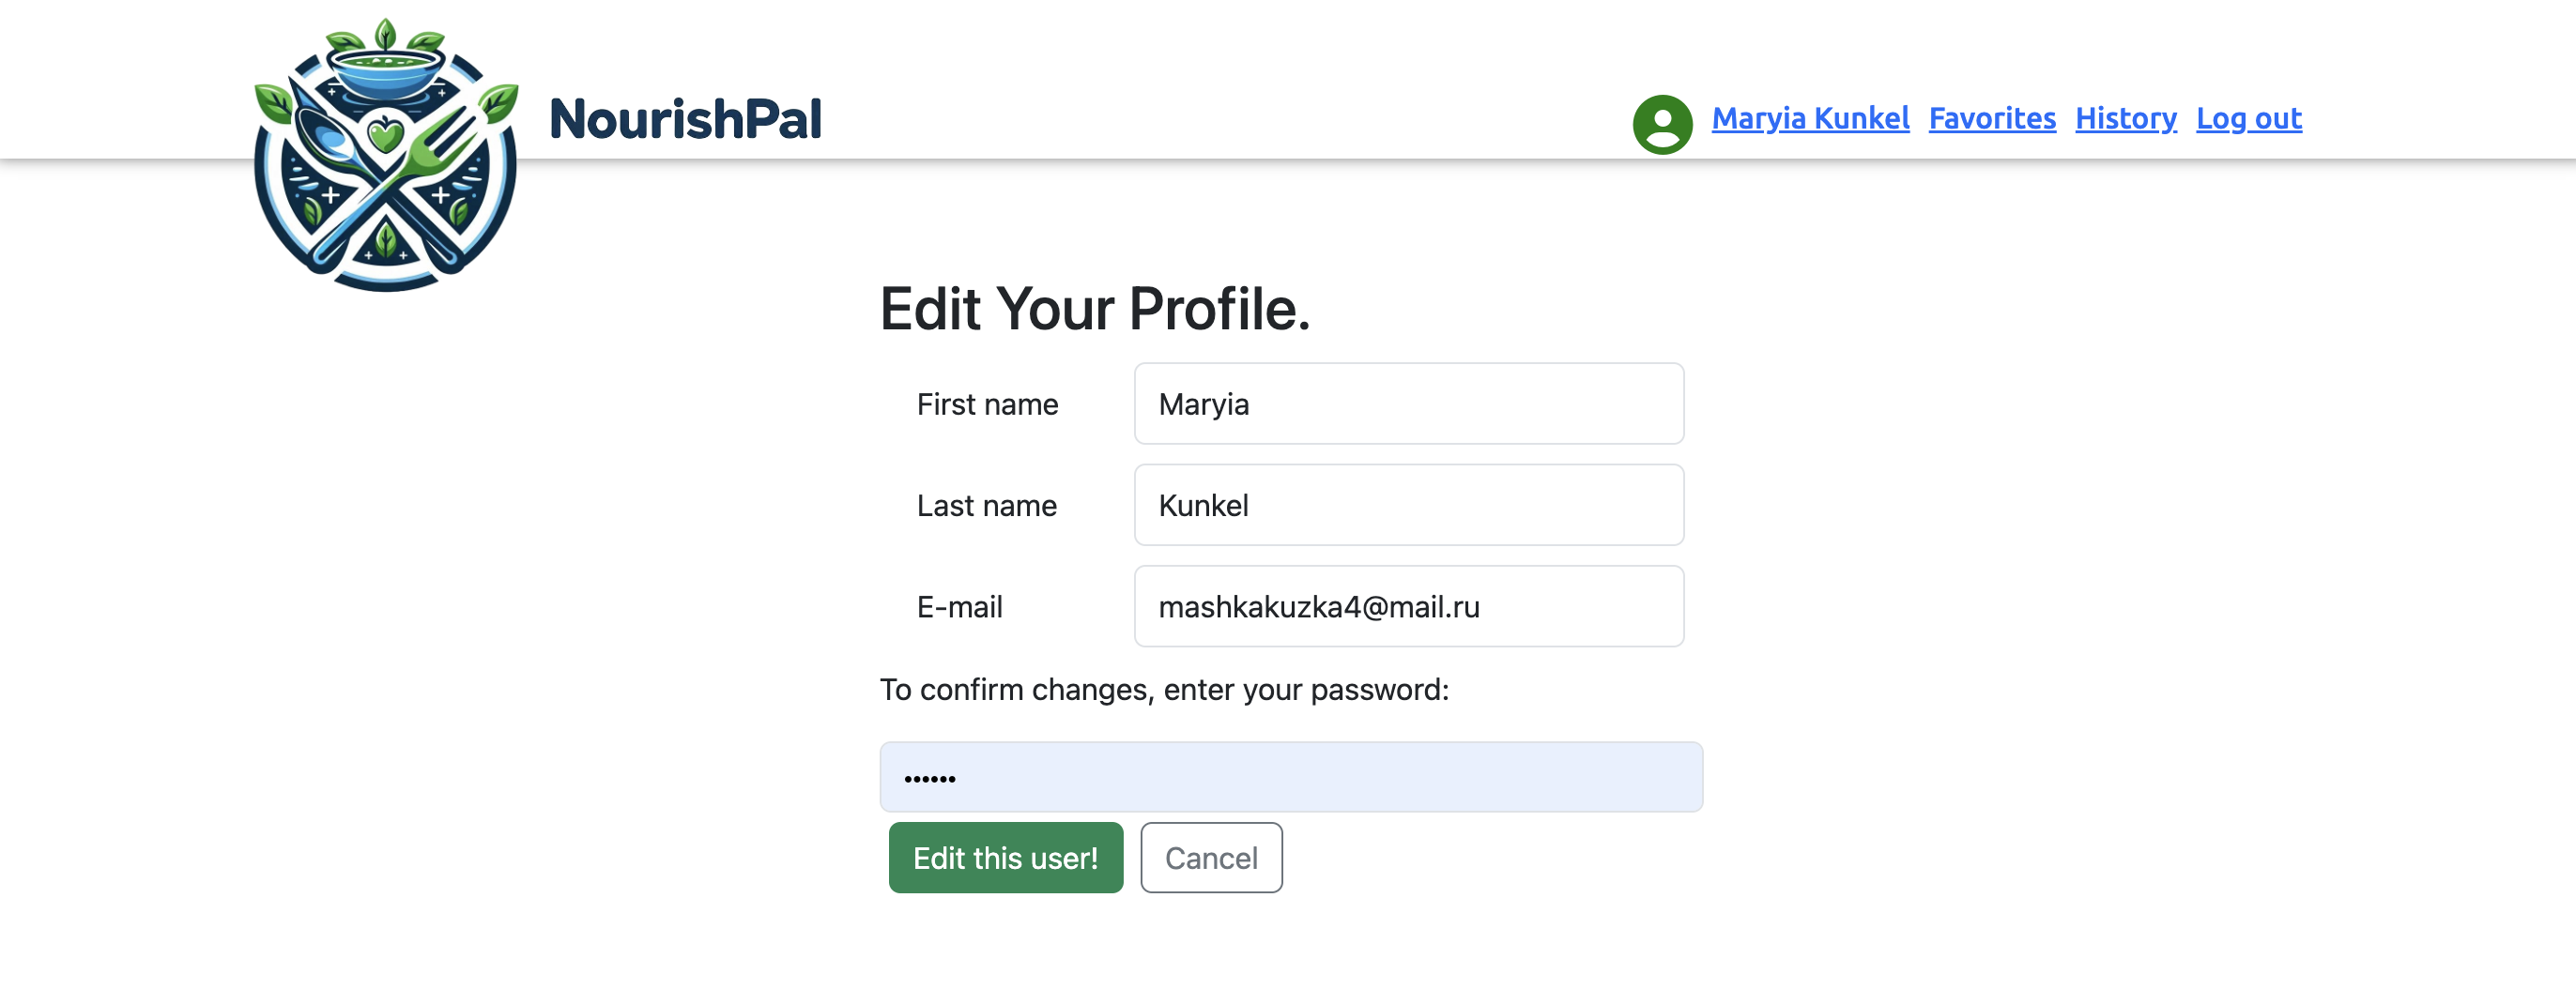 NourishPal
Maryia Kunkel Favorites History Log out
Edit Your Profile.
First name Maryia
Last name Kunkel
E-mail mashkakuzka4@mail.ru
To confirm changes, enter your password:
••••••
Edit this user! Cancel